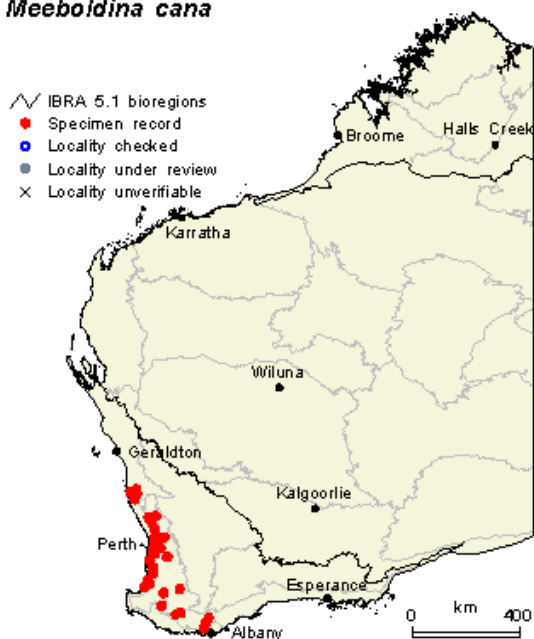 Meeboldina cana
IBRA 5.1 bioregions
Specimen record
Locality checked
Locality under review
Locality unverifiable
Broome
Halls Creek
Karratha
Wiluna
Geraldton
Kalgoorlie
Perth
Esperance
Albany
km
0 400